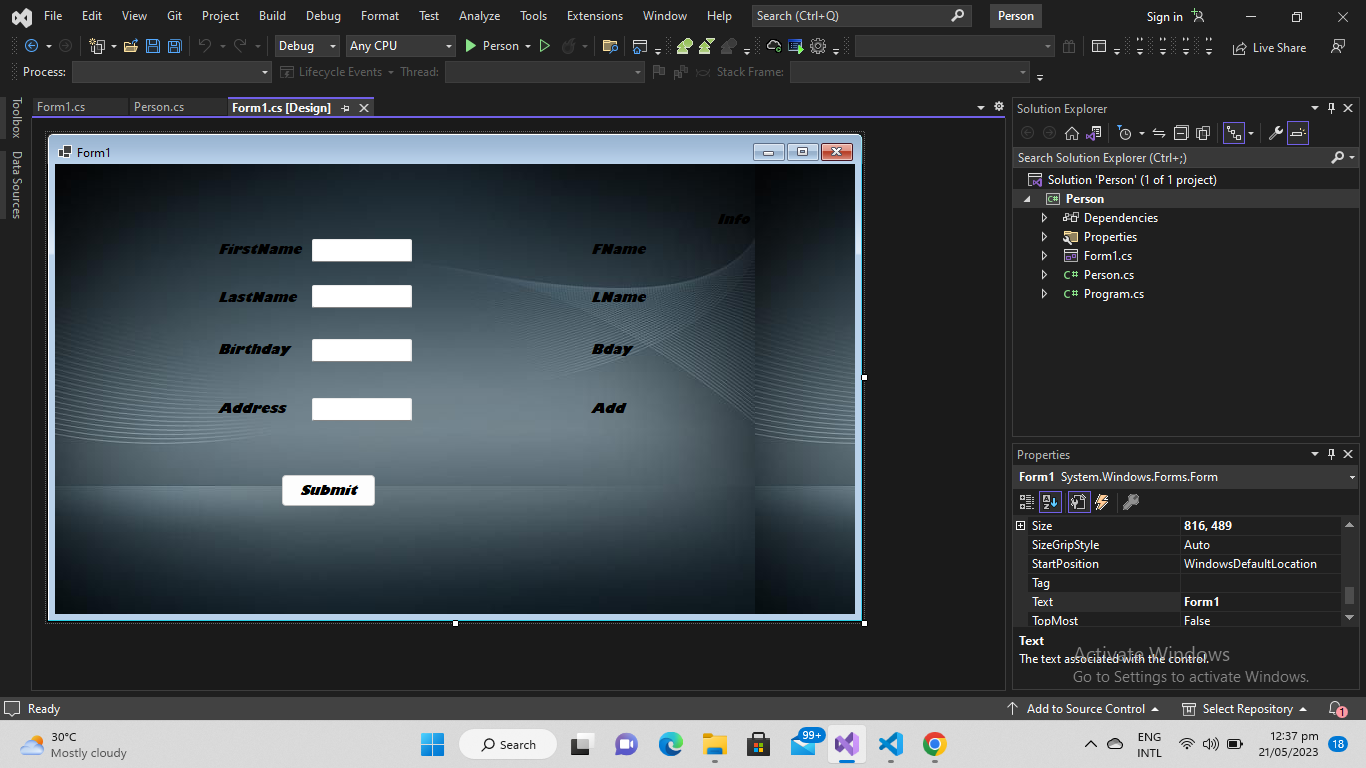 File Edit View Git Project Build Debug Format Test Analyze Tools Extensions Window Help Search (Ctrl+Q) Person Sign in
Debug Any CPU Person Live Share
Process: Lifecycle Events Thread: Stack Frame:
Form1.cs Person.cs Form1.cs [Design]
Toolbox
Data Sources
Form1
Info
FirstName FName
LastName LName
Birthday Bday
Address Add
Submit
Solution Explorer
Search Solution Explorer (Ctrl+;)
Solution 'Person' (1 of 1 project)
C# Person
Dependencies
Properties
Form1.cs
C# Person.cs
C# Program.cs
Properties
Form1 System.Windows.Forms.Form
Size 816, 489
SizeGripStyle Auto
StartPosition WindowsDefaultLocation
Tag
Text Form1
TopMost False
Text
The text associated with the control.
Activate Windows
Go to Settings to activate Windows.
Ready Add to Source Control Select Repository 1
30°C
Mostly cloudy
Search
99+
ENG
INTL
12:37 pm
21/05/2023
18